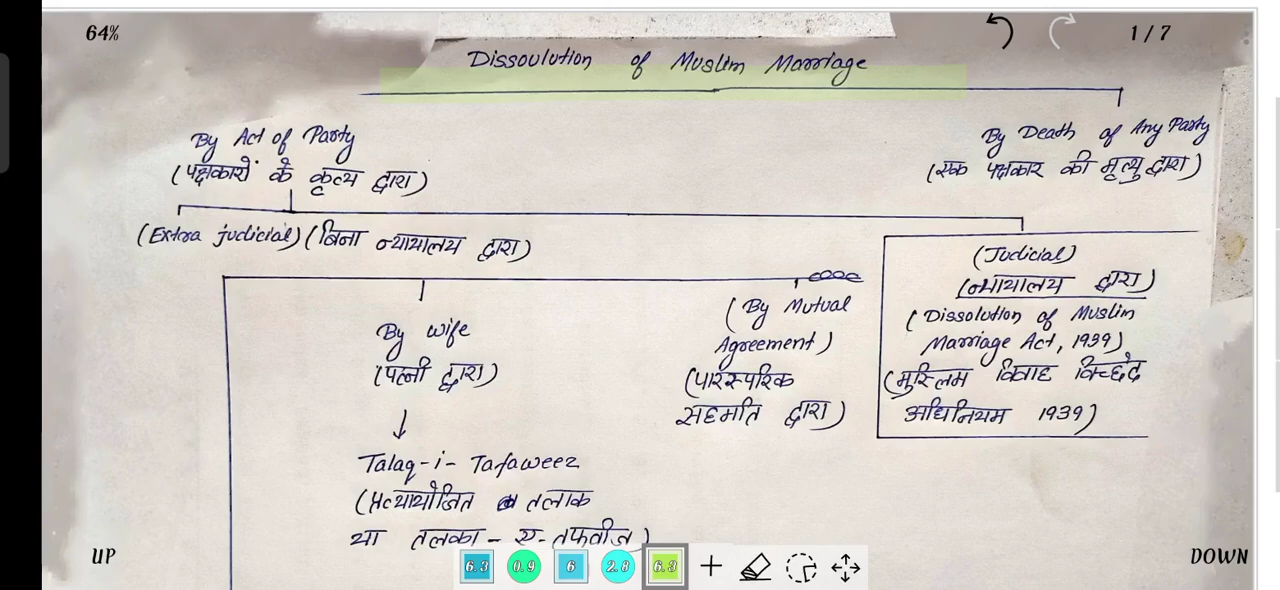 64%
1/7
Dissoulution of Muslim Marriage
By Act of Party
(पक्षकारों के कृत्य द्वारा)
By Death of Any Party
(एक पक्षकार की मृत्यु द्वारा)
(Extra judicial) (बिना न्यायालय द्वारा)
(Judicial)
(न्यायालय द्वारा)
(Dissolution of Muslim
Marriage Act, 1939)
(मुस्लिम विवाह विच्छेद
अधिनियम 1939)
By wife
(पत्नी द्वारा)
(By Mutual
Agreement)
(पारस्परिक
सहमति द्वारा)
Talaq-i-Tafaweez
(प्रत्यायोजित तलाक
या तलका-ए-तफवीज)
UP
6.3
0.9
6
2.8
6.3
DOWN